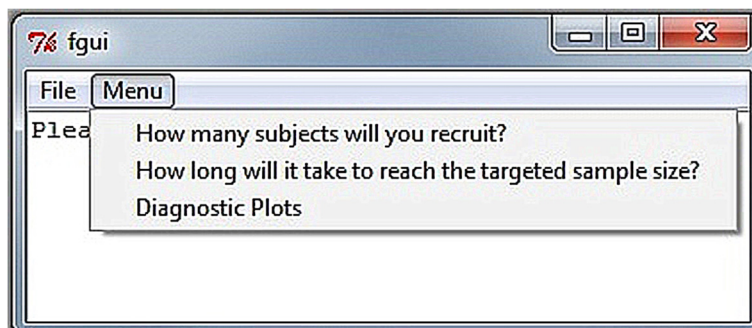 fgui
File Menu
Plea
How many subjects will you recruit?
How long will it take to reach the targeted sample size?
Diagnostic Plots